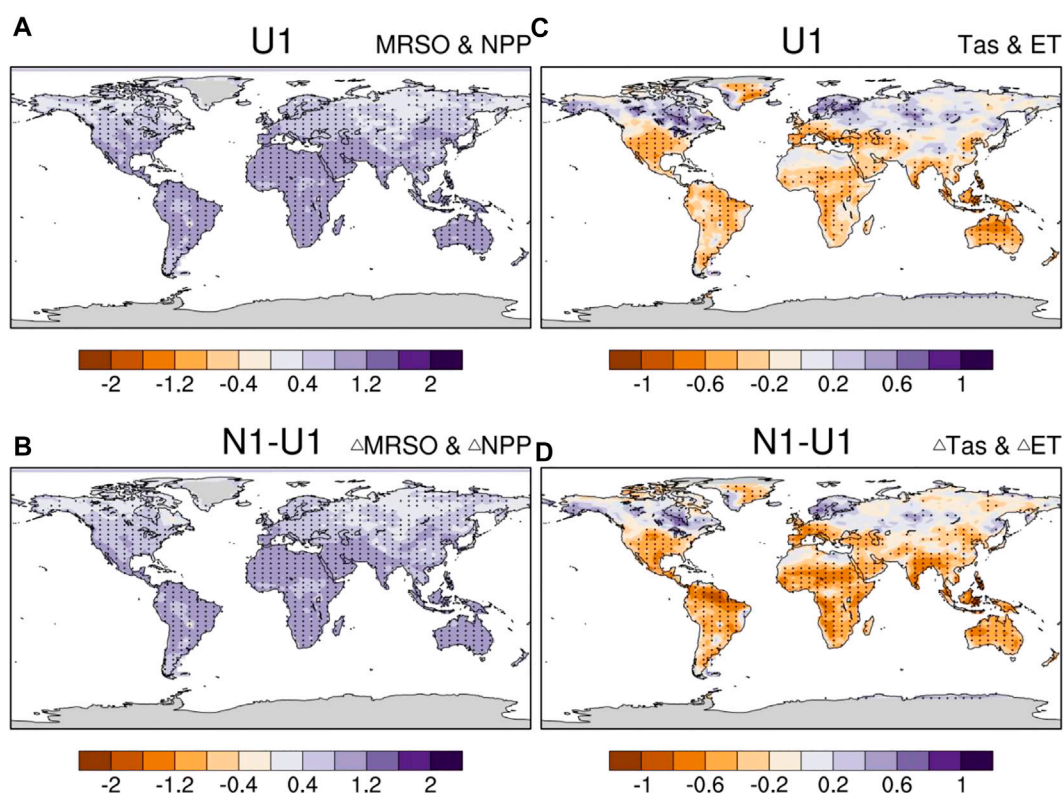 A
U1
MRSO & NPP
-2 -1.2 -0.4 0.4 1.2 2
C
U1
Tas & ET
-1 -0.6 -0.2 0.2 0.6 1
B
N1-U1
△MRSO & △NPP
-2 -1.2 -0.4 0.4 1.2 2
D
N1-U1
△Tas & △ET
-1 -0.6 -0.2 0.2 0.6 1